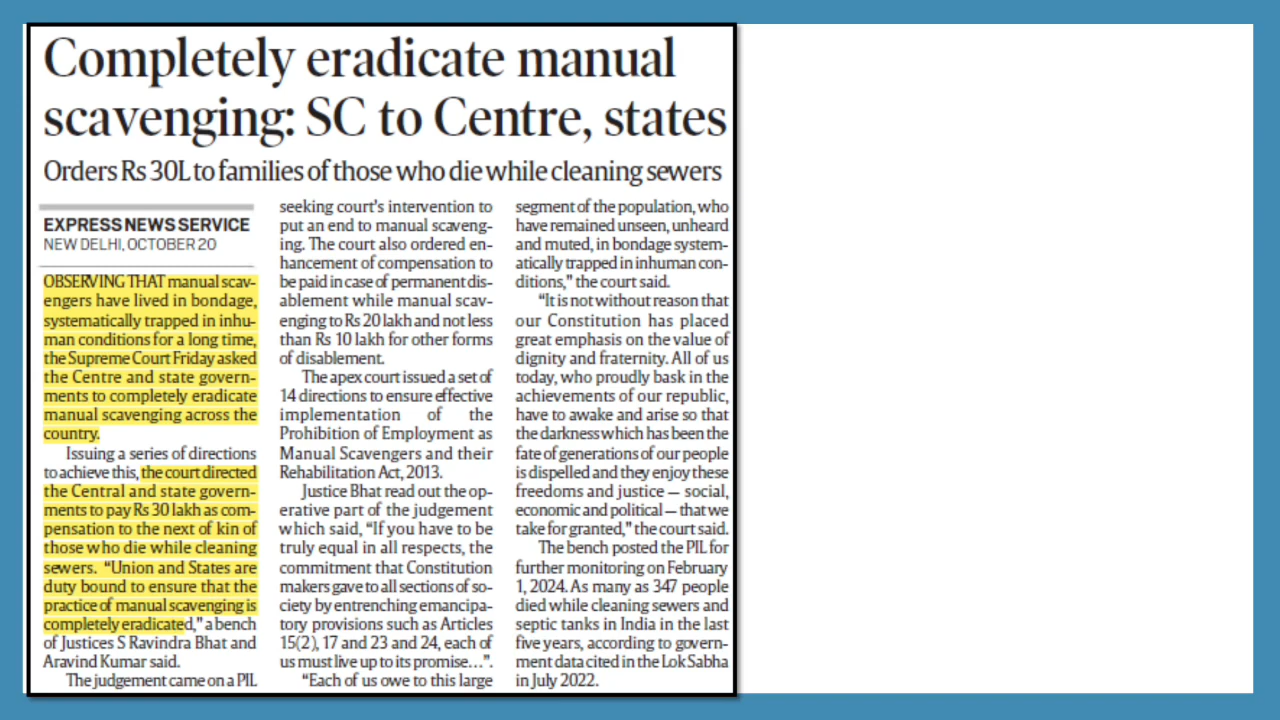 Completely eradicate manual
scavenging: SC to Centre, states
Orders Rs 30L to families of those who die while cleaning sewers
EXPRESS NEWS SERVICE
NEW DELHI, OCTOBER 20
OBSERVING THAT manual scav-
engers have lived in bondage,
systematically trapped in inhu-
man conditions for a long time,
the Supreme Court Friday asked
the Centre and state govern-
ments to completely eradicate
manual scavenging across the
country.
Issuing a series of directions
to achieve this, the court directed
the Central and state govern-
ments to pay Rs 30 lakh as com-
pensation to the next of kin of
those who die while cleaning
sewers. “Union and States are
duty bound to ensure that the
practice of manual scavenging is
completely eradicated,” a bench
of Justices S Ravindra Bhat and
Aravind Kumar said.
The judgement came on a PIL
seeking court's intervention to
put an end to manual scaveng-
ing. The court also ordered en-
hancement of compensation to
be paid in case of permanent dis-
ablement while manual scav-
enging to Rs 20 lakh and not less
than Rs 10 lakh for other forms
of disablement.
The apex court issued a set of
14 directions to ensure effective
implementation of the
Prohibition of Employment as
Manual Scavengers and their
Rehabilitation Act, 2013.
Justice Bhat read out the op-
erative part of the judgement
which said, “If you have to be
truly equal in all respects, the
commitment that Constitution
makers gave to all sections of so-
ciety by entrenching emancipa-
tory provisions such as Articles
15(2), 17 and 23 and 24, each of
us must live up to its promise...”.
“Each of us owe to this large
segment of the population, who
have remained unseen, unheard
and muted, in bondage system-
atically trapped in inhuman con-
ditions,” the court said.
“It is not without reason that
our Constitution has placed
great emphasis on the value of
dignity and fraternity. All of us
today, who proudly bask in the
achievements of our republic,
have to awake and arise so that
the darkness which has been the
fate of generations of our people
is dispelled and they enjoy these
freedoms and justice — social,
economic and political — that we
take for granted,” the court said.
The bench posted the PIL for
further monitoring on February
1, 2024. As many as 347 people
died while cleaning sewers and
septic tanks in India in the last
five years, according to govern-
ment data cited in the Lok Sabha
in July 2022.